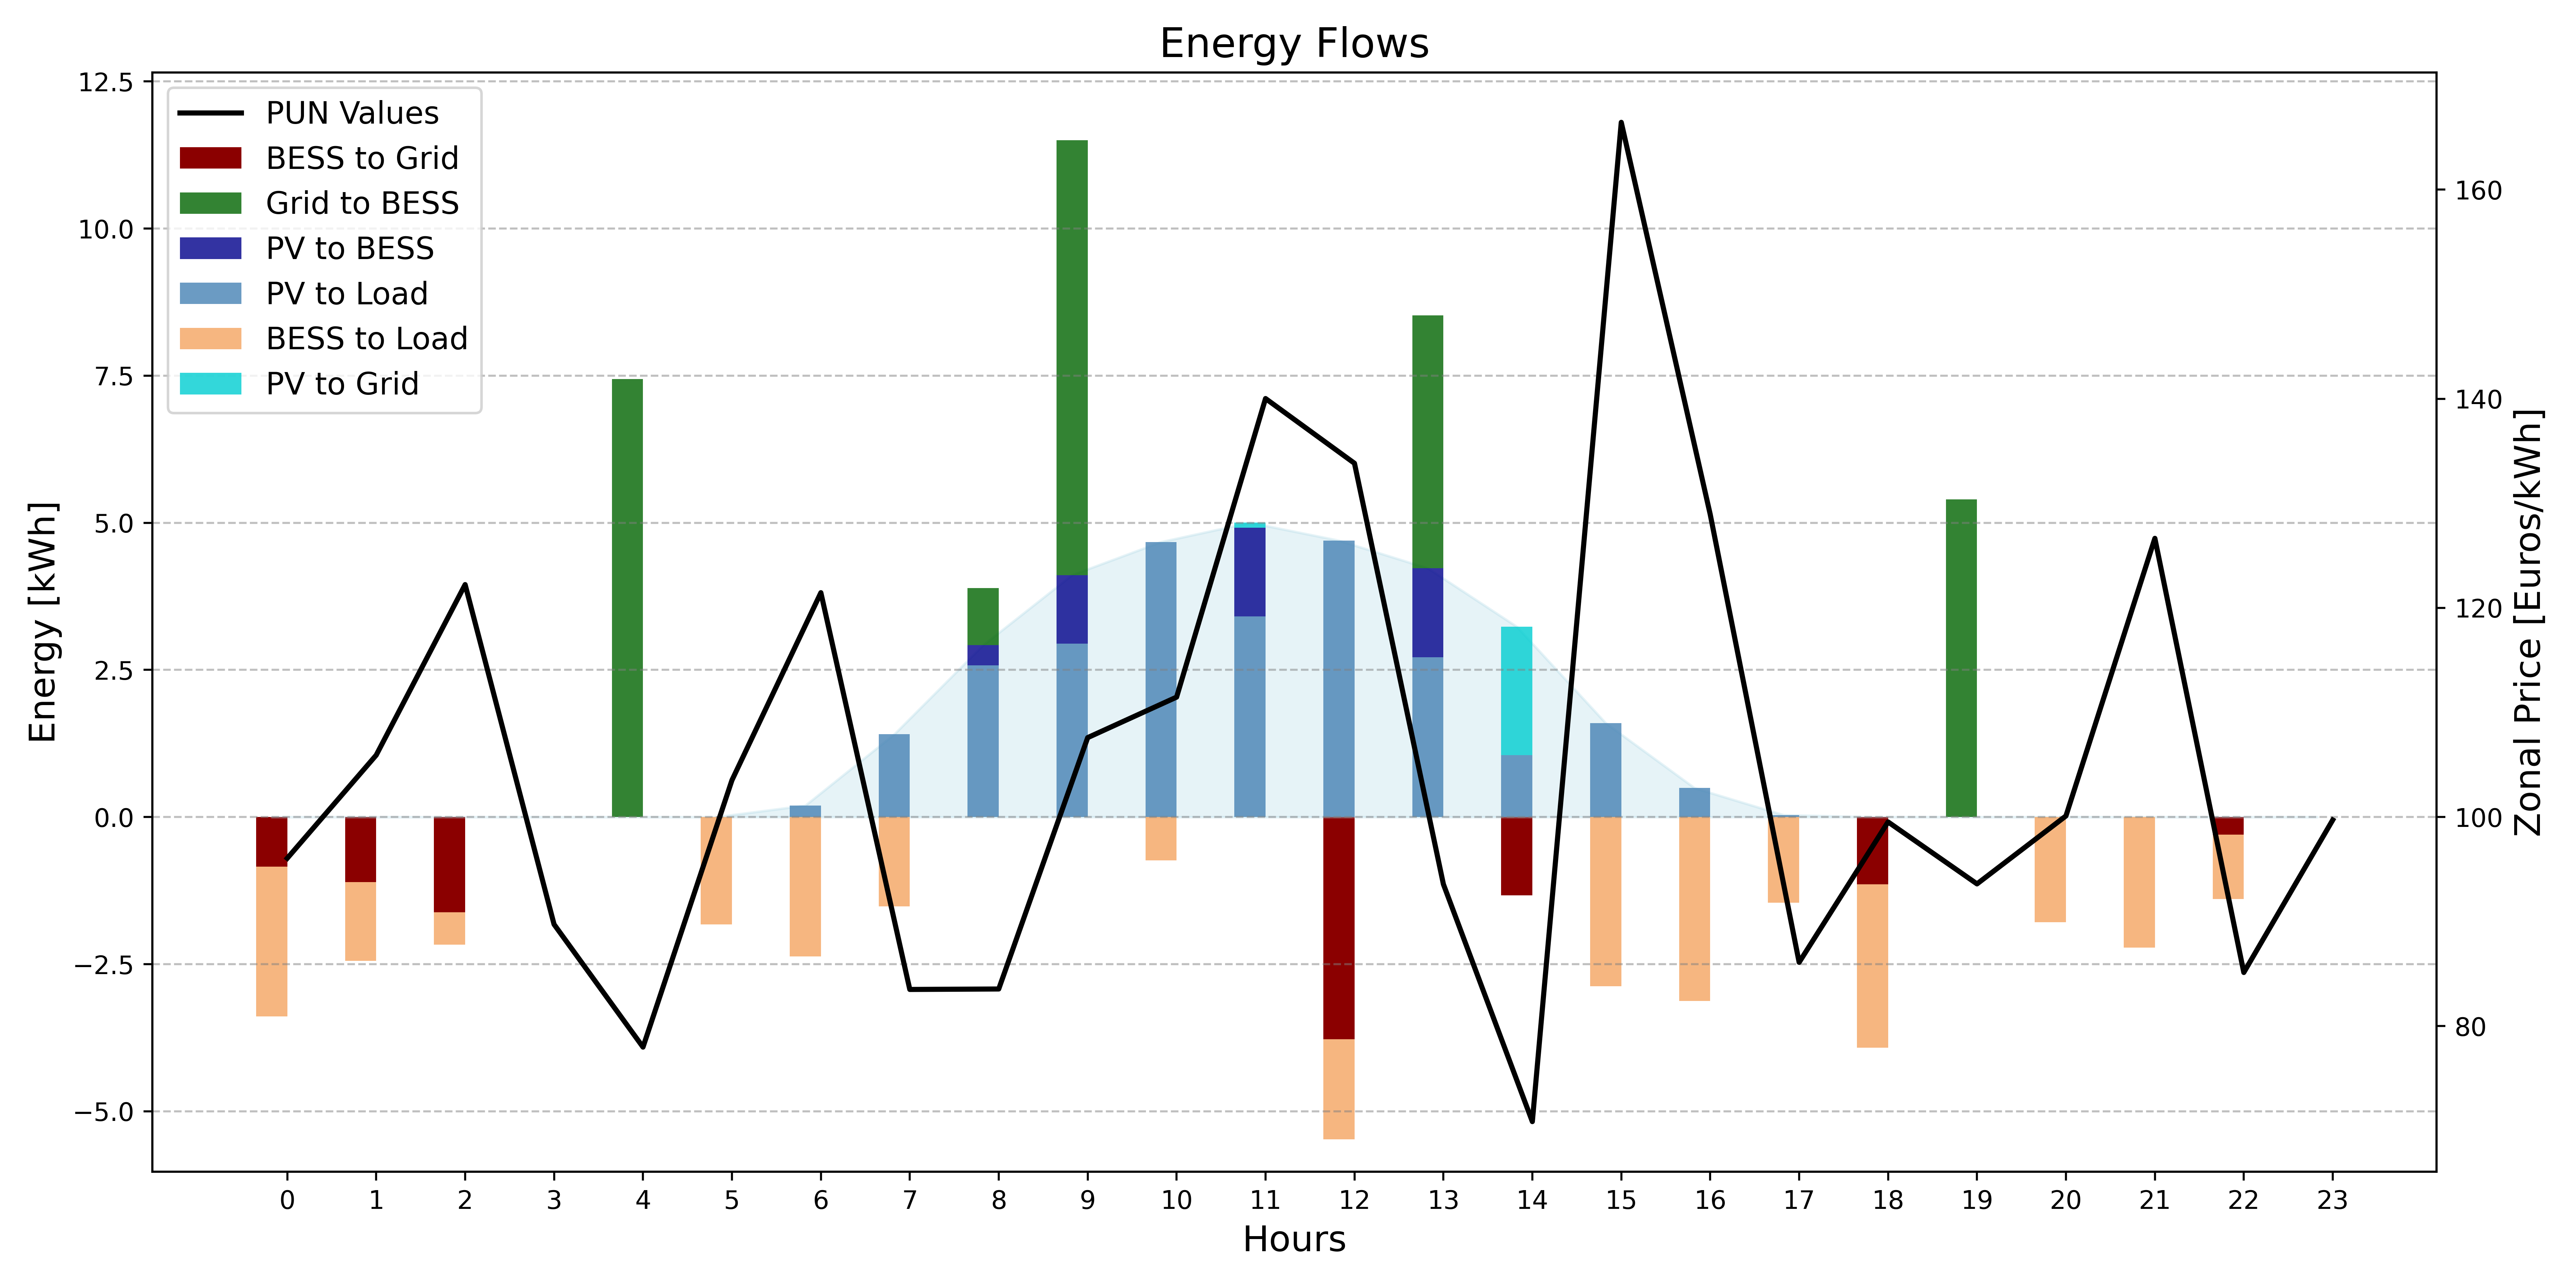 Energy Flows
12.5
10.0
7.5
5.0
2.5
0.0
−2.5
−5.0
Energy [kWh]
PUN Values
BESS to Grid
Grid to BESS
PV to BESS
PV to Load
BESS to Load
PV to Grid
160
140
120
100
80
Zonal Price [Euros/kWh]
0 1 2 3 4 5 6 7 8 9 10 11 12 13 14 15 16 17 18 19 20 21 22 23
Hours